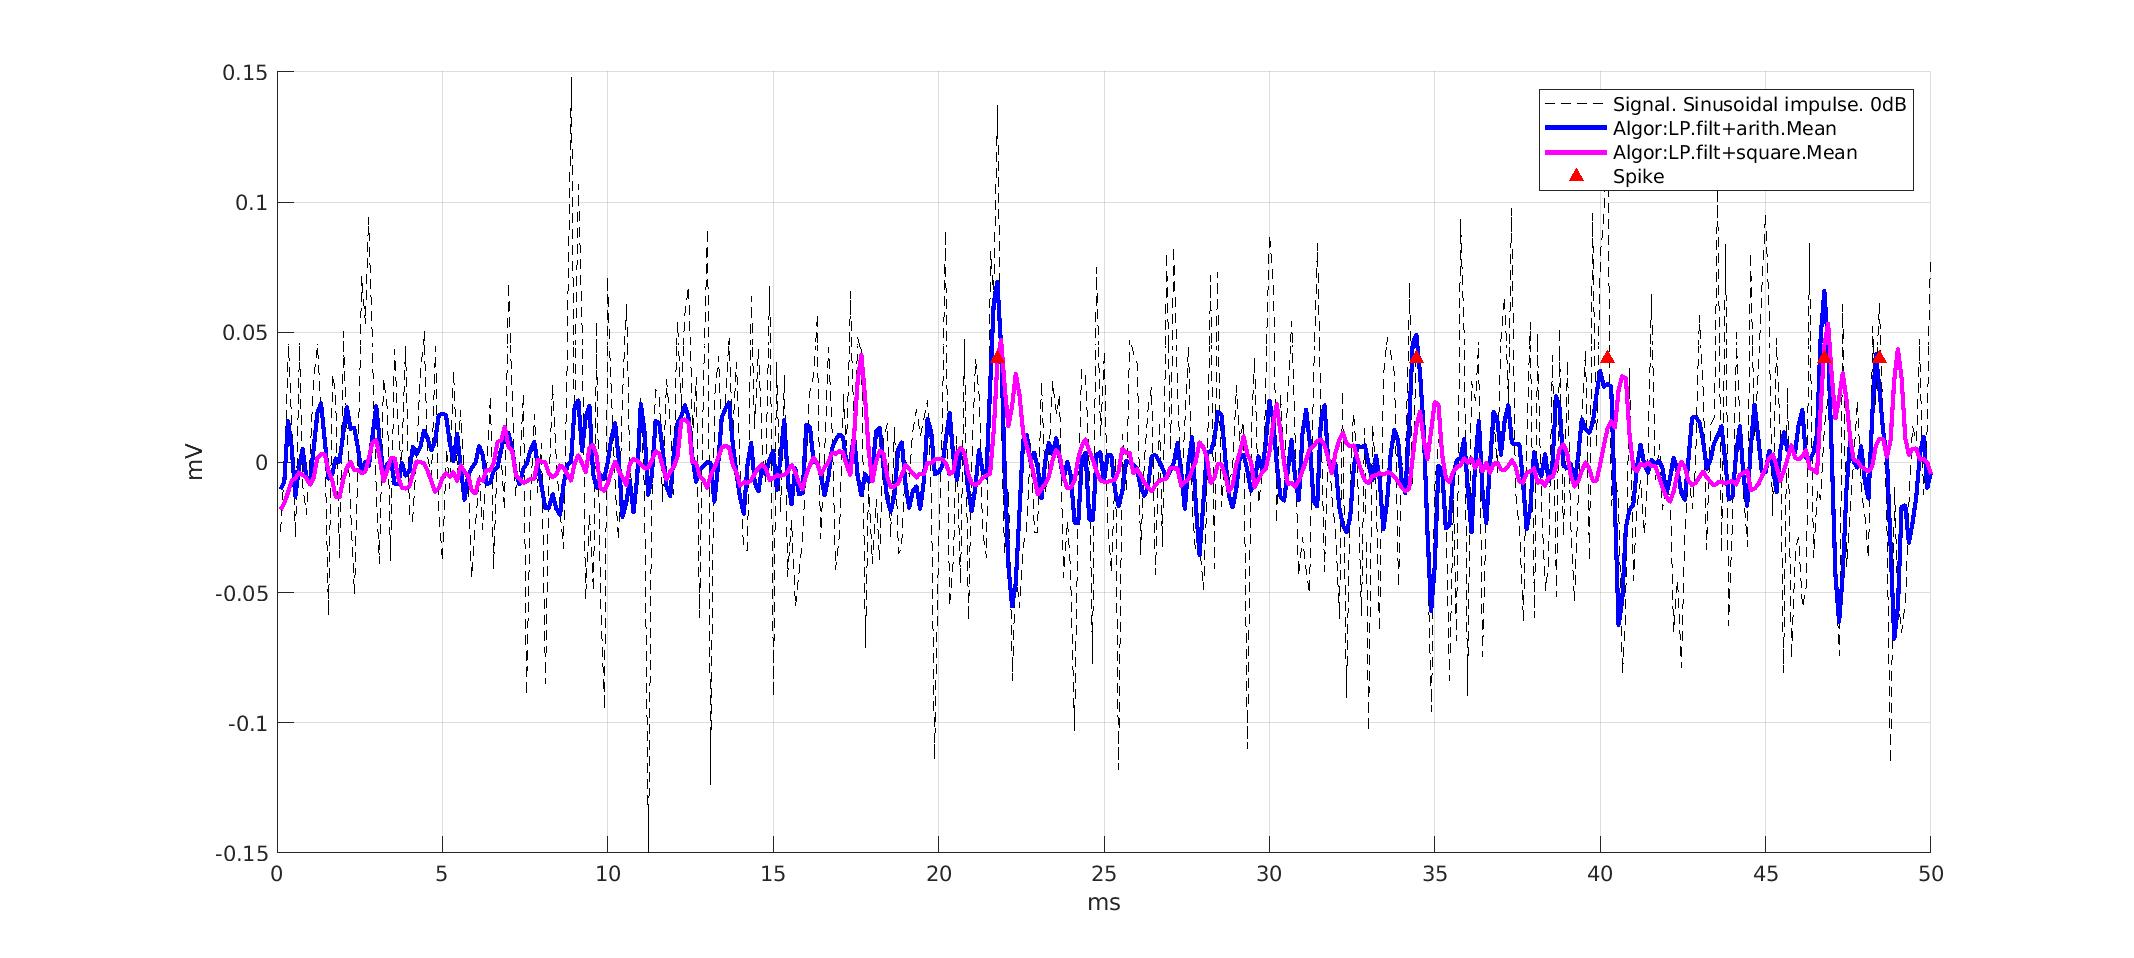 0.15
0.1
0.05
0
-0.05
-0.1
-0.15
mV
0 5 10 15 20 25 30 35 40 45 50
ms
Signal. Sinusoidal impulse. 0dB
Algor:LP.filt+arith.Mean
Algor:LP.filt+square.Mean
Spike